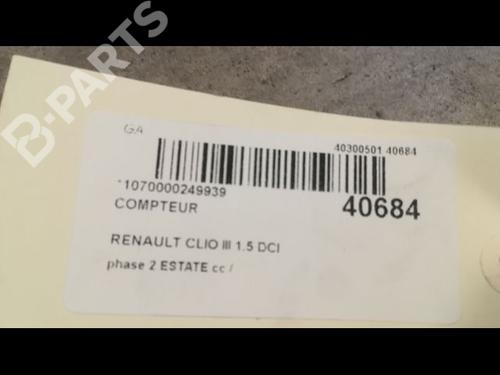 B-PARTS
GA
40300501 40684
*1070000249939
COMPTEUR
40684
RENAULT CLIO III 1.5 DCI
phase 2 ESTATE cc /